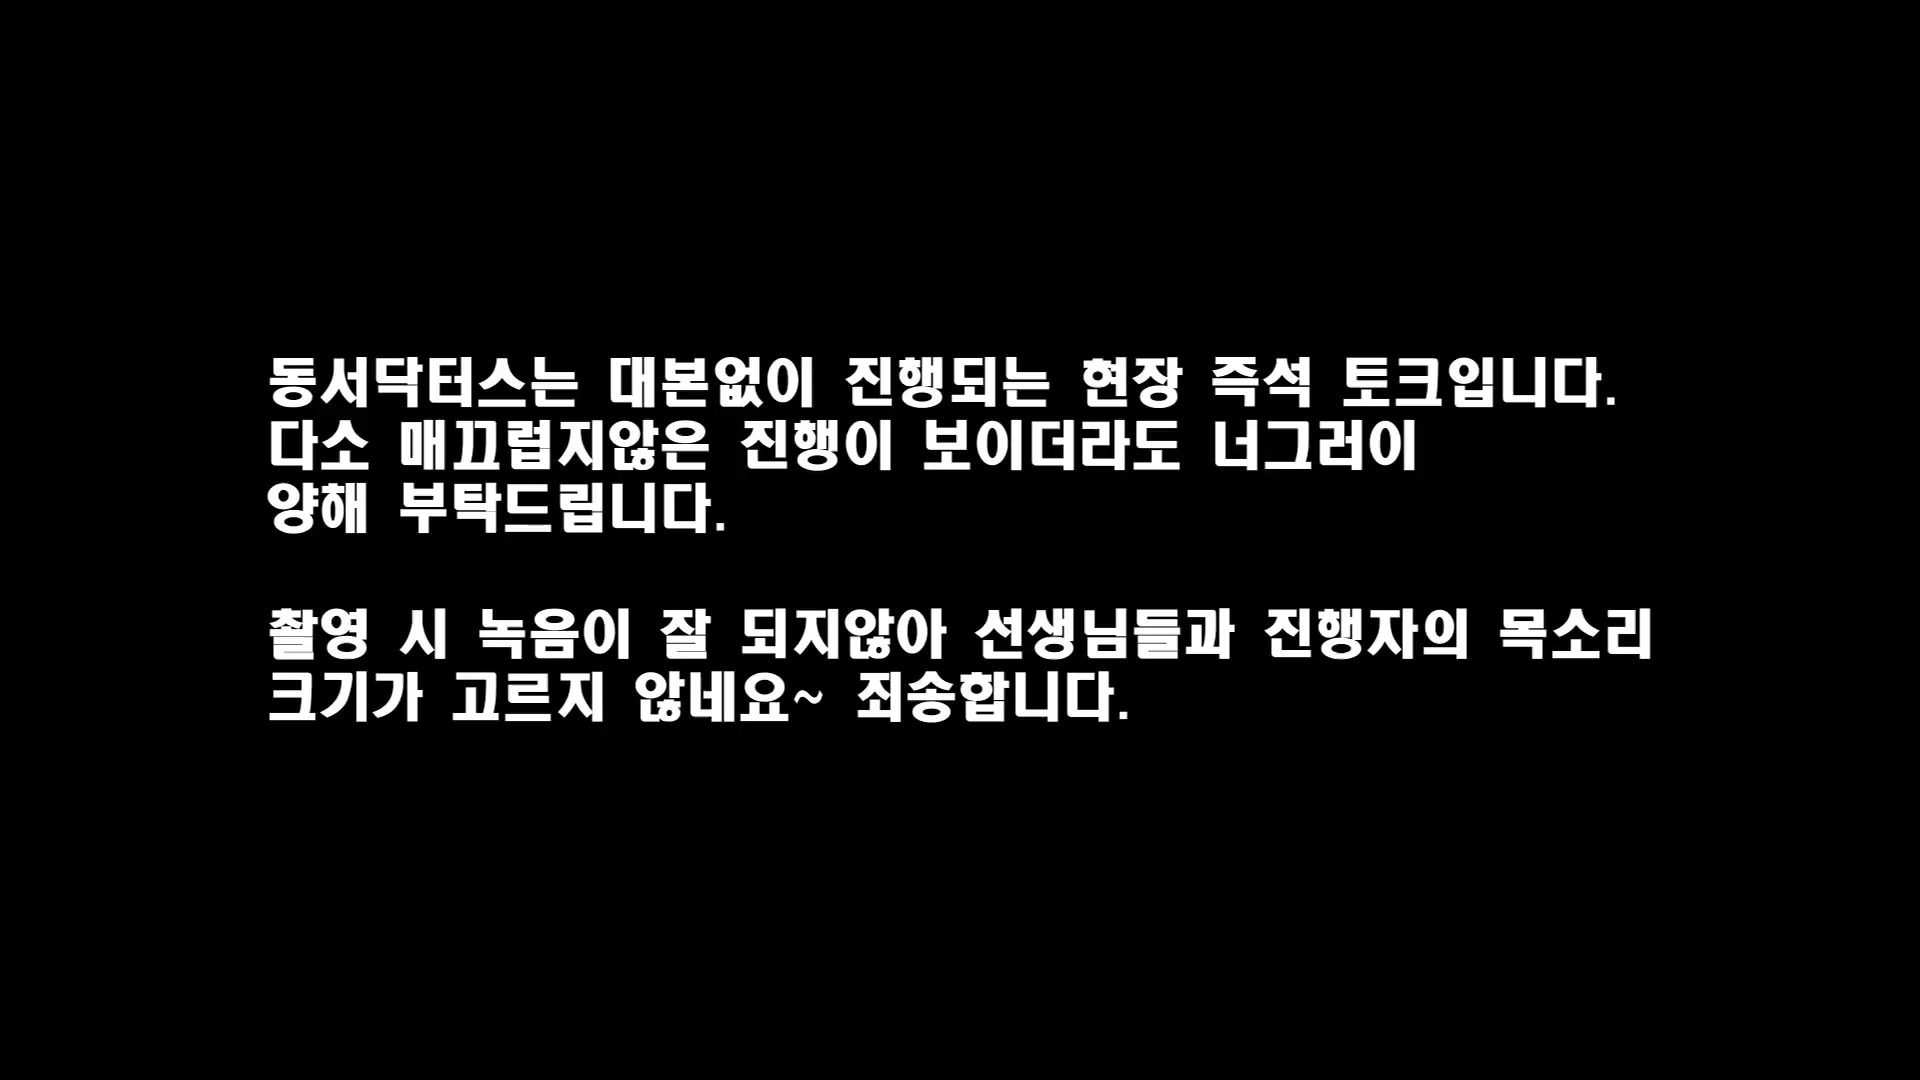 동서닥터스는 대본없이 진행되는 현장 즉석 토크입니다.
다소 매끄럽지않은 진행이 보이더라도 너그러이
양해 부탁드립니다.
촬영 시 녹음이 잘 되지않아 선생님들과 진행자의 목소리
크기가 고르지 않네요~ 죄송합니다.